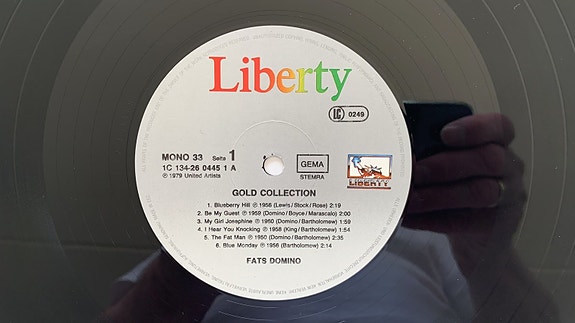 Liberty
LC 0249
MONO 33 Seite 1
1C 134-26 0445 1 A
℗ 1979 United Artists
GEMA
STEMRA
LIBERTY
GOLD COLLECTION
1. Blueberry Hill ℗ 1956 (Lewis/Stock/Rose) 2:19
2. Be My Guest ℗ 1959 (Domino/Boyce/Marascalo) 2:00
3. My Girl Josephine ℗ 1960 (Domino/Bartholomew) 1:59
4. I Hear You Knocking ℗ 1958 (King/Bartholomew) 1:54
5. The Fat Man ℗ 1960 (Domino/Bartholomew) 2:35
6. Blue Monday ℗ 1956 (Bartholomew) 2:14
FATS DOMINO